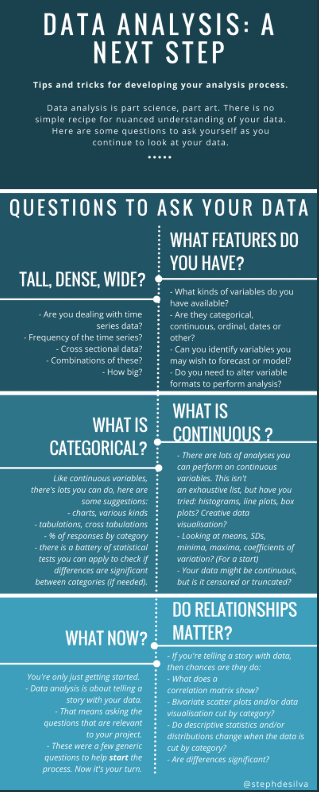 DATA ANALYSIS: A
NEXT STEP
Tips and tricks for developing your analysis process.
Data analysis is part science, part art. There is no
simple recipe for nuanced understanding of your data.
Here are some questions to ask yourself as you
continue to look at your data.
QUESTIONS TO ASK YOUR DATA
TALL, DENSE, WIDE?
- Are you dealing with time
series data?
- Frequency of the time series?
- Cross sectional data?
- Combinations of these?
- How big?
WHAT FEATURES DO
YOU HAVE?
- What kinds of variables do you
have available?
- Are they categorical,
continuous, ordinal, dates or
other?
- Can you identify variables you
may wish to forecast or model?
- Do you need to alter variable
formats to perform analysis?
WHAT IS
CATEGORICAL?
Like continuous variables,
there's lots you can do, here are
some suggestions:
- charts, various kinds
- tabulations, cross tabulations
- % of responses by category
- there is a battery of statistical
tests you can apply to check if
differences are significant
between categories (if needed).
WHAT IS
CONTINUOUS ?
- There are lots of analyses you
can perform on continuous
variables. This isn't
an exhaustive list, but have you
tried: histograms, line plots, box
plots? Creative data
visualisation?
- Looking at means, SDs,
minima, maxima, coefficients of
variation? (For a start)
- Your data might be continuous,
but is it censored or truncated?
WHAT NOW?
You're only just getting started.
- Data analysis is about telling a
story with your data.
- That means asking the
questions that are relevant
to your project.
- These were a few generic
questions to help start the
process. Now it's your turn.
DO RELATIONSHIPS
MATTER?
- If you're telling a story with data,
then chances are they do:
- What does a
correlation matrix show?
- Bivariate scatter plots and/or data
visualisation cut by category?
- Do descriptive statistics and/or
distributions change when the data is
cut by category?
- Are differences significant?
@stephdesilva